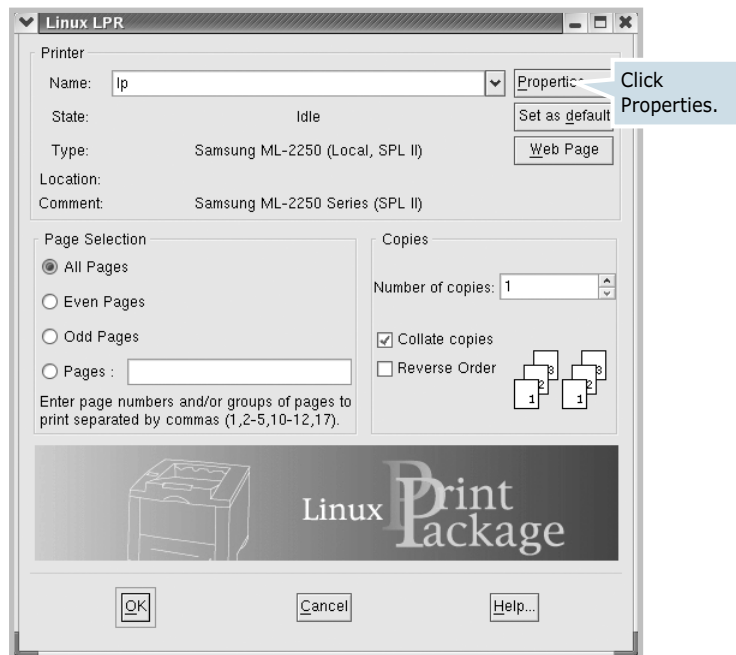 Linux LPR
Printer
Name: lp
Click
Properties.
State: Idle
Set as default
Type: Samsung ML-2250 (Local, SPL II)
Web Page
Location:
Comment: Samsung ML-2250 Series (SPL II)
Page Selection
All Pages
Even Pages
Odd Pages
Pages :
Enter page numbers and/or groups of pages to
print separated by commas (1,2-5,10-12,17).
Copies
Number of copies: 1
Collate copies
Reverse Order
3 3
2 2
1 1
Linux Print
Package
OK Cancel Help...